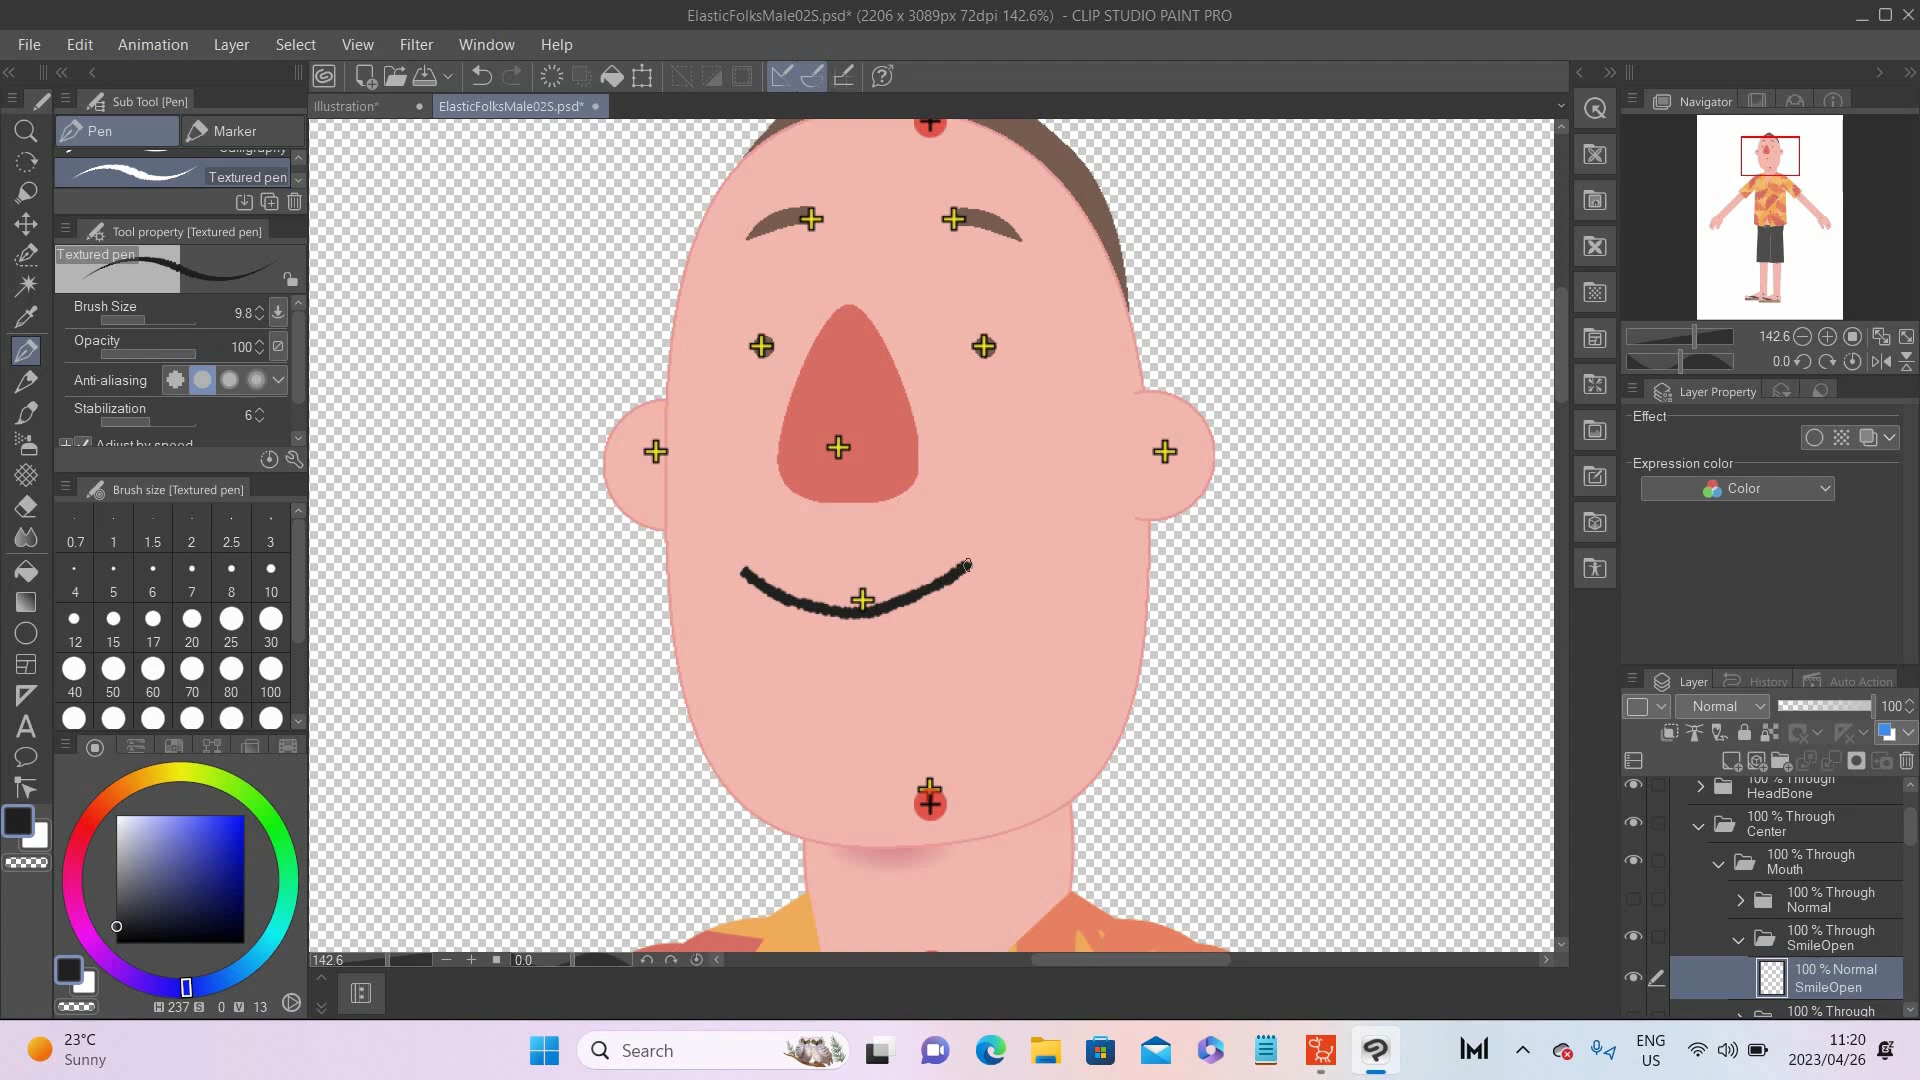 ElasticFolksMale02S.psd* (2206 x 3089px 72dpi 142.6%) - CLIP STUDIO PAINT PRO
File Edit Animation Layer Select View Filter Window Help
Sub Tool [Pen]
Illustration*
ElasticFolksMale02S.psd*
Navigator
Pen
Marker
Calligraphy
Textured pen
Tool property [Textured pen]
Textured pen
Brush Size
9.8
Opacity
100
Anti-aliasing
Stabilization
6
Adjust by speed
Brush size [Textured pen]
0.7 1 1.5 2 2.5 3
4 5 6 7 8 10
12 15 17 20 25 30
40 50 60 70 80 100
H 237 S 0 V 13
142.6
0.0
142.6
0.0
Layer Property
Effect
Expression color
Color
Layer
History
Auto Action
Normal
100
100 % Through
HeadBone
100 % Through
Center
100 % Through
Mouth
100 % Through
Normal
100 % Through
SmileOpen
100 % Normal
SmileOpen
100 % Through
23°C
Sunny
Search
ENG
US
11:20
2023/04/26